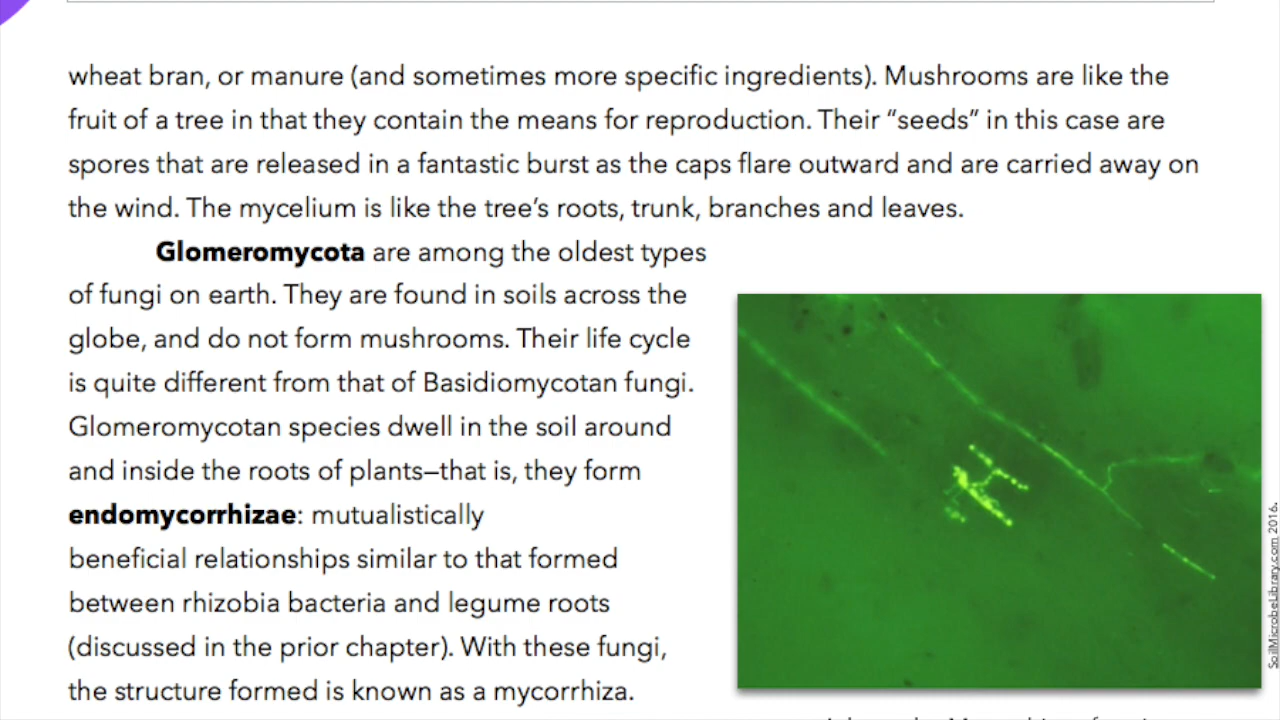 wheat bran, or manure (and sometimes more specific ingredients). Mushrooms are like the
fruit of a tree in that they contain the means for reproduction. Their “seeds” in this case are
spores that are released in a fantastic burst as the caps flare outward and are carried away on
the wind. The mycelium is like the tree’s roots, trunk, branches and leaves.
Glomeromycota are among the oldest types
of fungi on earth. They are found in soils across the
globe, and do not form mushrooms. Their life cycle
is quite different from that of Basidiomycotan fungi.
Glomeromycotan species dwell in the soil around
and inside the roots of plants–that is, they form
endomycorrhizae: mutualistically
beneficial relationships similar to that formed
between rhizobia bacteria and legume roots
(discussed in the prior chapter). With these fungi,
the structure formed is known as a mycorrhiza.
SoilMicrobeLibrary.com 2016.